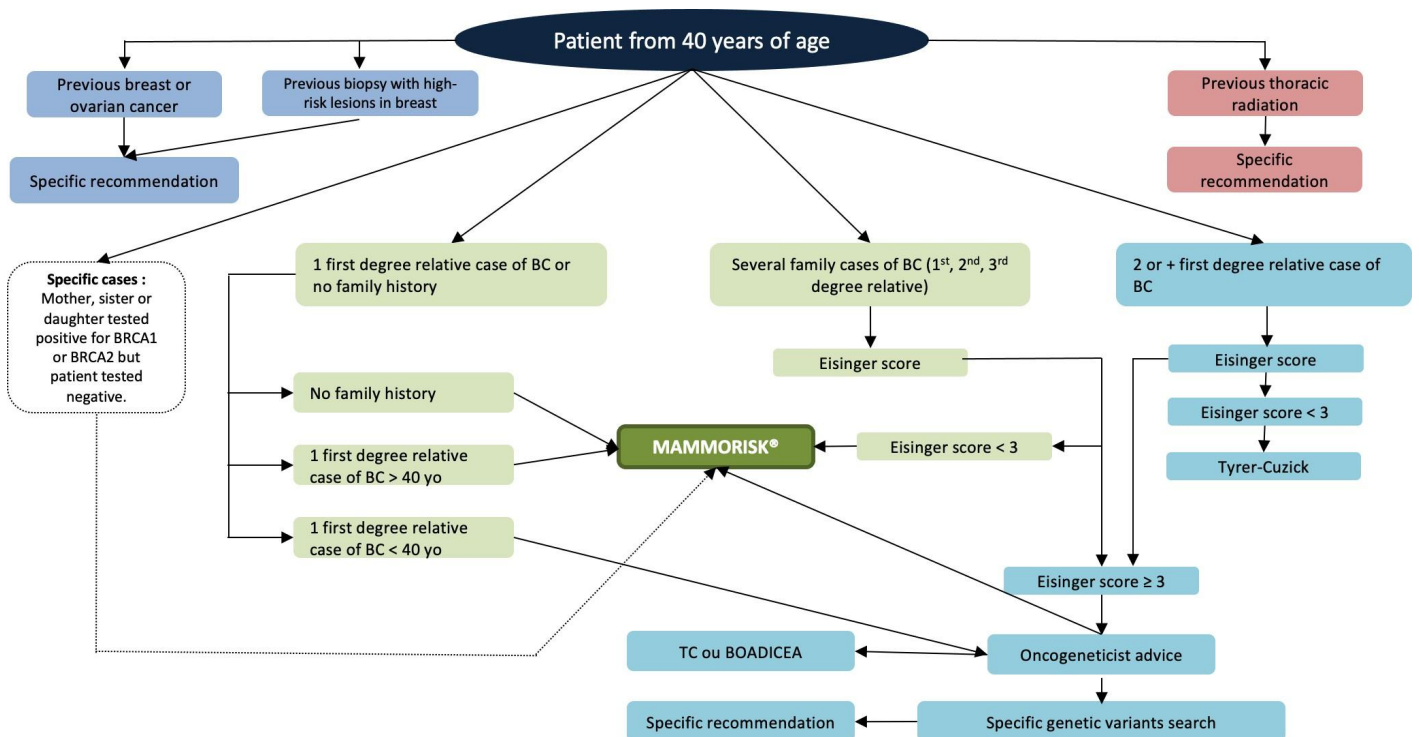 Patient from 40 years of age
Previous breast or
ovarian cancer
Previous biopsy with high-
risk lesions in breast
Previous thoracic
radiation
Specific recommendation
Specific
recommendation
Specific cases :
Mother, sister or
daughter tested
positive for BRCA1
or BRCA2 but
patient tested
negative.
1 first degree relative case of BC or
no family history
Several family cases of BC (1st, 2nd, 3rd
degree relative)
2 or + first degree relative case of
BC
Eisinger score
Eisinger score
No family history
Eisinger score < 3
MAMMORISK®
Eisinger score < 3
1 first degree relative
case of BC > 40 yo
Tyrer-Cuzick
1 first degree relative
case of BC < 40 yo
Eisinger score ≥ 3
TC ou BOADICEA
Oncogeneticist advice
Specific recommendation
Specific genetic variants search